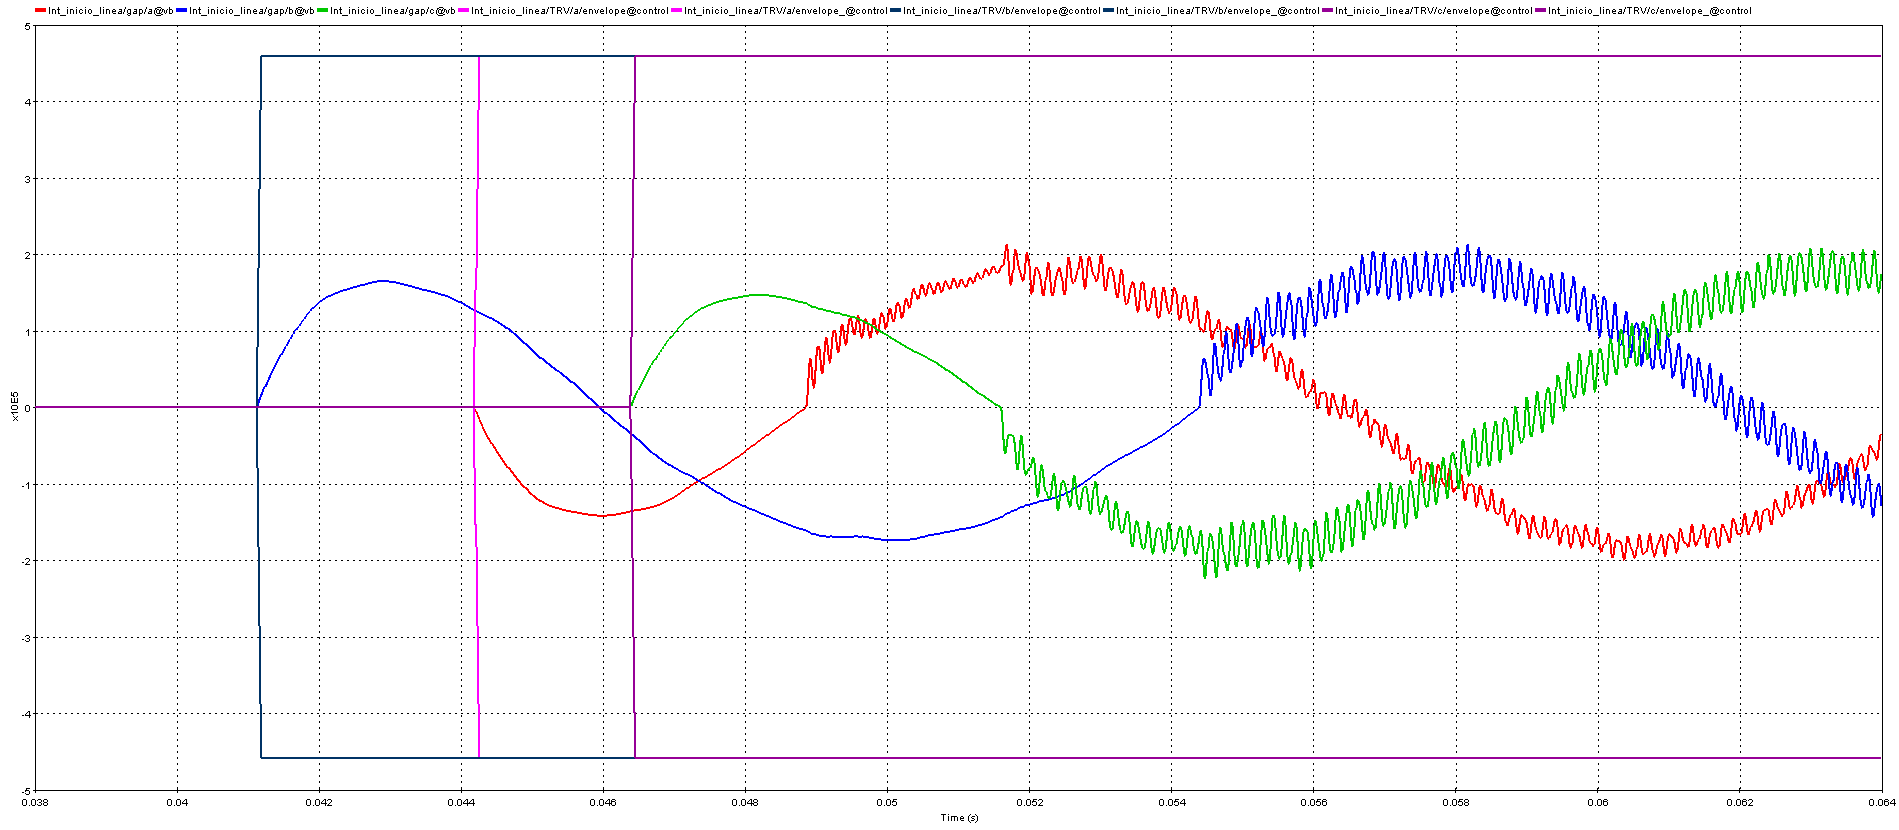 Int_inicio_linea/gap/a@vb Int_inicio_linea/gap/b@vb Int_inicio_linea/gap/c@vb Int_inicio_linea/TRV/a/envelope@control Int_inicio_linea/TRV/a/envelope_@control Int_inicio_linea/TRV/b/envelope@control Int_inicio_linea/TRV/b/envelope_@control Int_inicio_linea/TRV/c/envelope@control Int_inicio_linea/TRV/c/envelope_@control
5
4
3
2
1
0
-1
-2
-3
-4
-5
x10E5
0.038 0.04 0.042 0.044 0.046 0.048 0.05 0.052 0.054 0.056 0.058 0.06 0.062 0.064
Time (s)